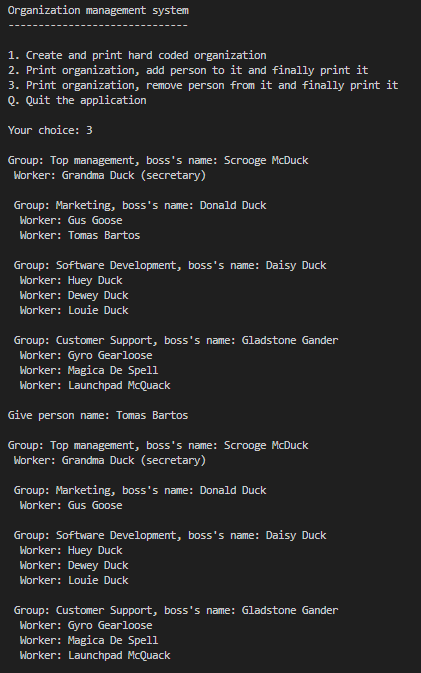 Organization management system
------------------------------
1. Create and print hard coded organization
2. Print organization, add person to it and finally print it
3. Print organization, remove person from it and finally print it
Q. Quit the application
Your choice: 3
Group: Top management, boss's name: Scrooge McDuck
Worker: Grandma Duck (secretary)
Group: Marketing, boss's name: Donald Duck
Worker: Gus Goose
Worker: Tomas Bartos
Group: Software Development, boss's name: Daisy Duck
Worker: Huey Duck
Worker: Dewey Duck
Worker: Louie Duck
Group: Customer Support, boss's name: Gladstone Gander
Worker: Gyro Gearloose
Worker: Magica De Spell
Worker: Launchpad McQuack
Give person name: Tomas Bartos
Group: Top management, boss's name: Scrooge McDuck
Worker: Grandma Duck (secretary)
Group: Marketing, boss's name: Donald Duck
Worker: Gus Goose
Group: Software Development, boss's name: Daisy Duck
Worker: Huey Duck
Worker: Dewey Duck
Worker: Louie Duck
Group: Customer Support, boss's name: Gladstone Gander
Worker: Gyro Gearloose
Worker: Magica De Spell
Worker: Launchpad McQuack